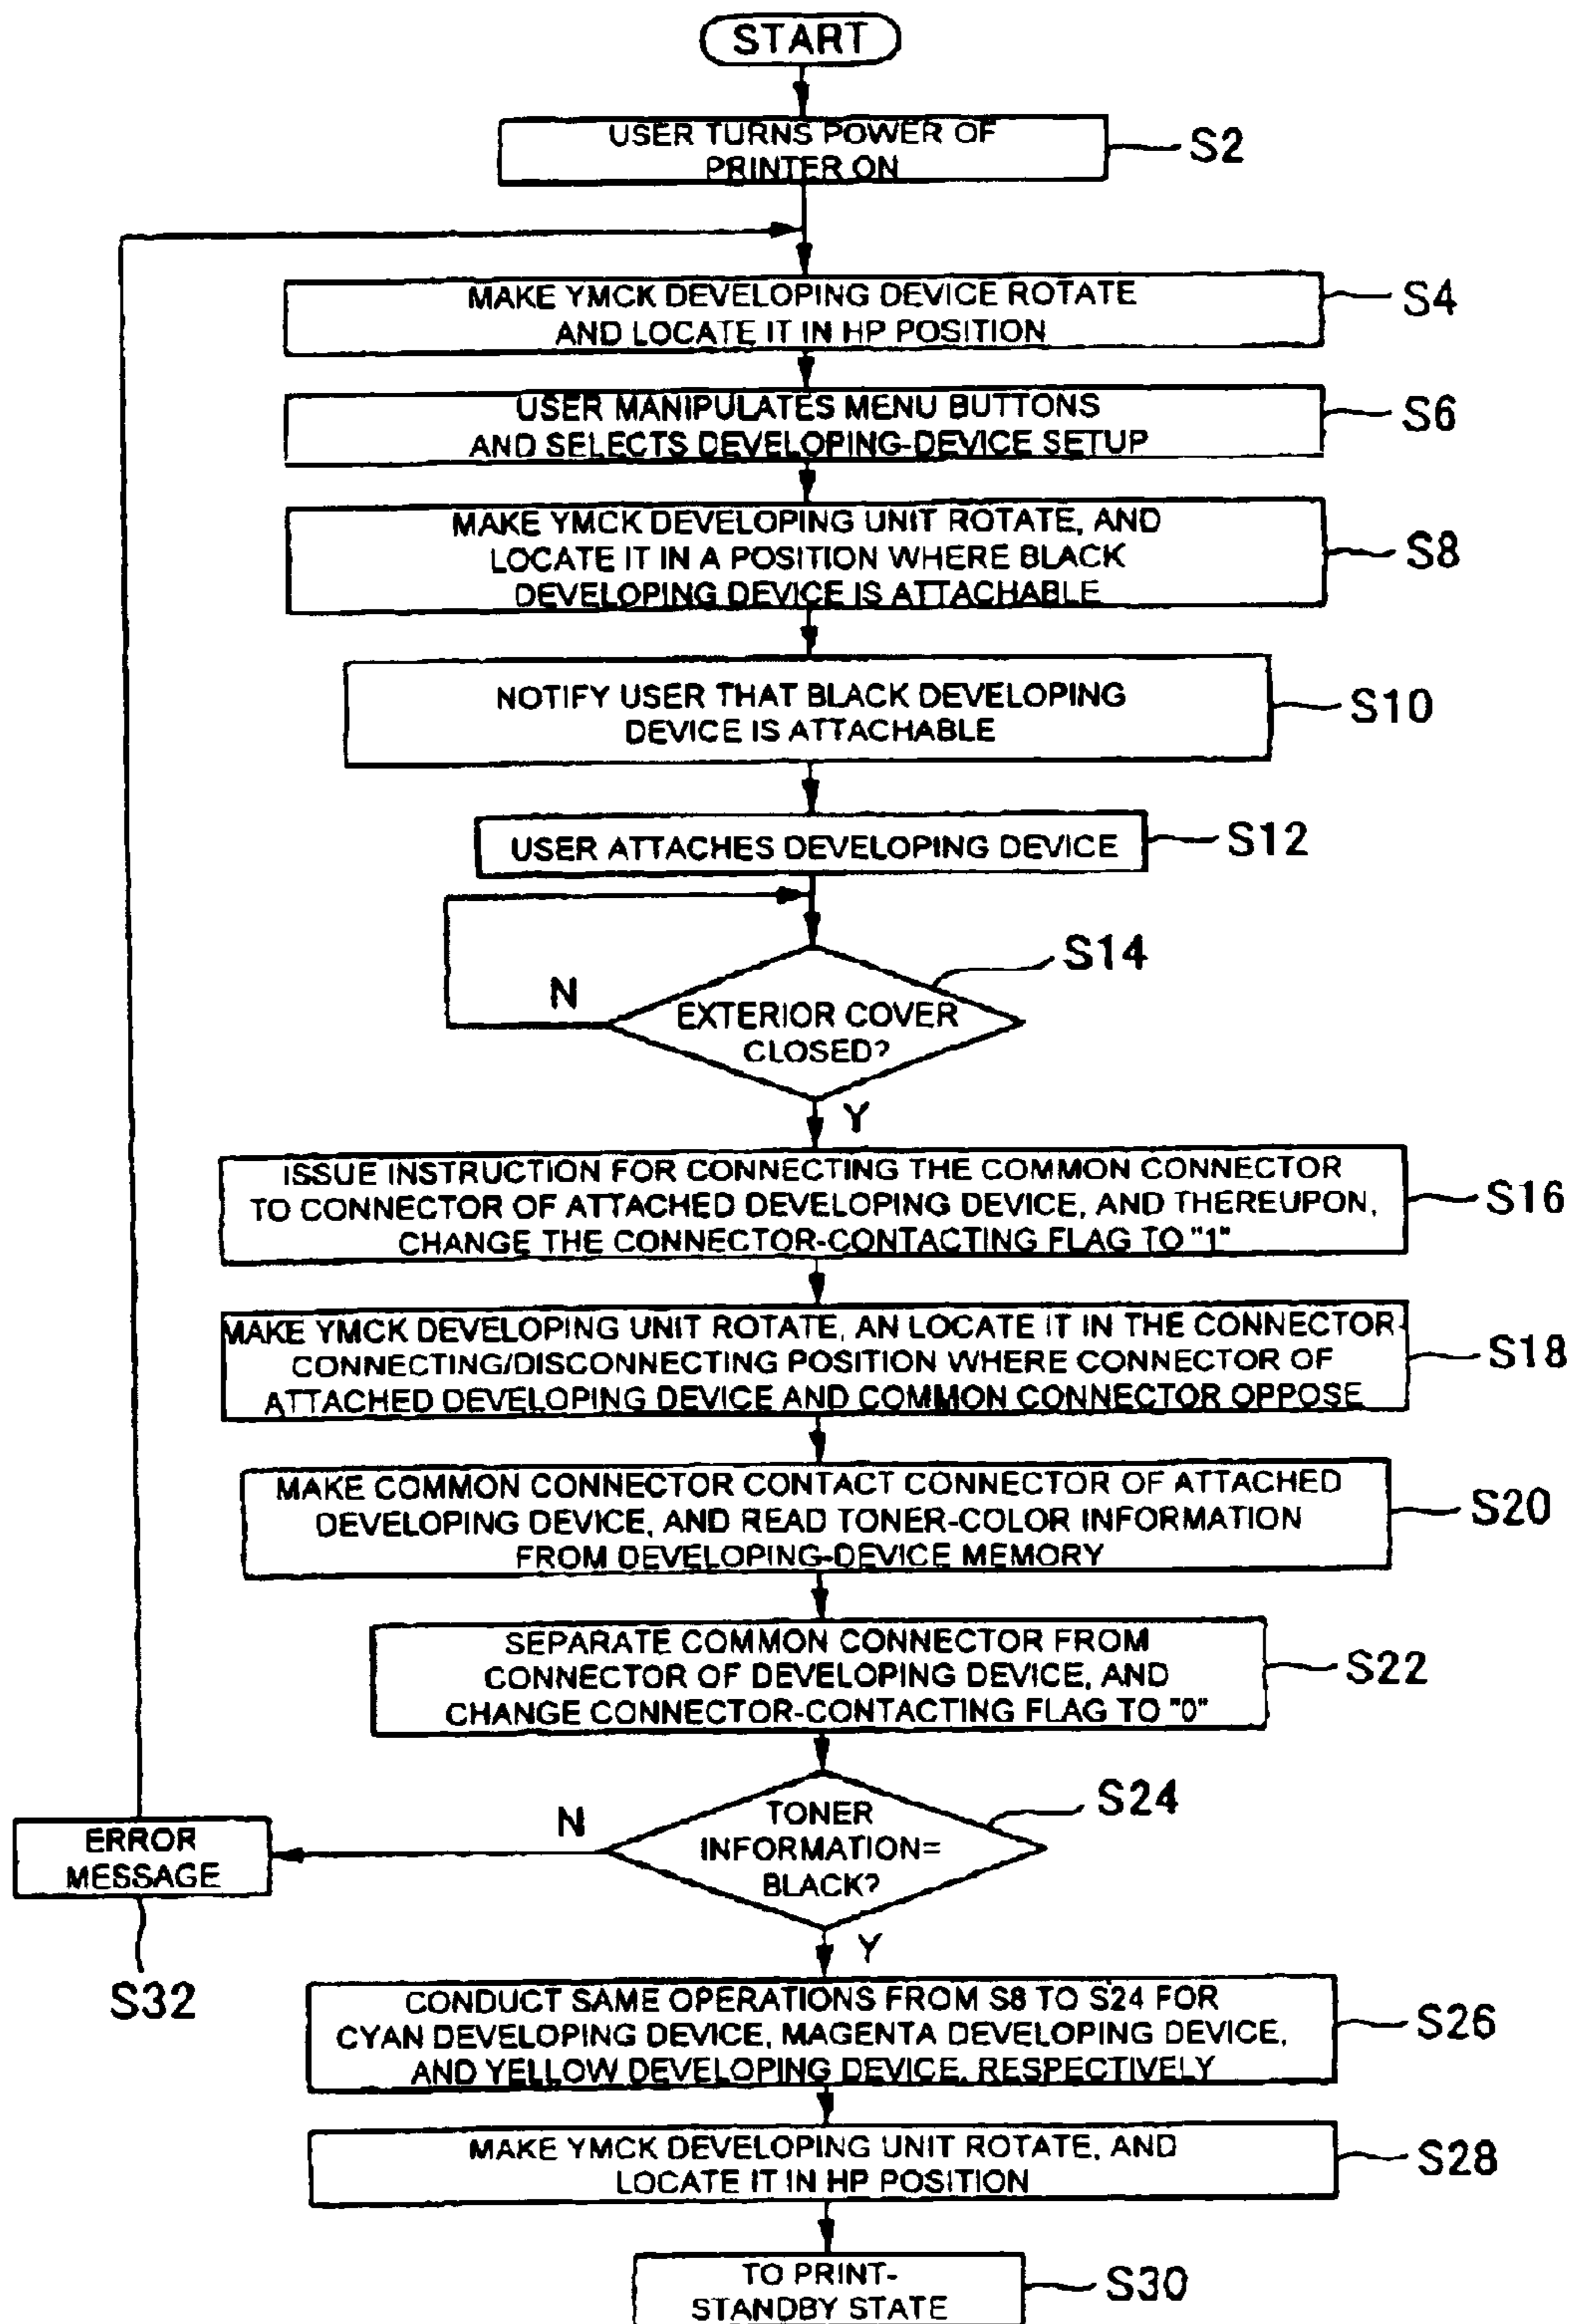 START
USER TURNS POWER OF
PRINTER ON
S2
MAKE YMCK DEVELOPING DEVICE ROTATE
AND LOCATE IT IN HP POSITION
S4
USER MANIPULATES MENU BUTTONS
AND SELECTS DEVELOPING-DEVICE SETUP
S6
MAKE YMCK DEVELOPING UNIT ROTATE, AND
LOCATE IT IN A POSITION WHERE BLACK
DEVELOPING DEVICE IS ATTACHABLE
S8
NOTIFY USER THAT BLACK DEVELOPING
DEVICE IS ATTACHABLE
S10
USER ATTACHES DEVELOPING DEVICE
S12
S14
N
EXTERIOR COVER
CLOSED?
Y
ISSUE INSTRUCTION FOR CONNECTING THE COMMON CONNECTOR
TO CONNECTOR OF ATTACHED DEVELOPING DEVICE, AND THEREUPON,
CHANGE THE CONNECTOR-CONTACTING FLAG TO "1"
S16
MAKE YMCK DEVELOPING UNIT ROTATE, AN LOCATE IT IN THE CONNECTOR-
CONNECTING/DISCONNECTING POSITION WHERE CONNECTOR OF
ATTACHED DEVELOPING DEVICE AND COMMON CONNECTOR OPPOSE
S18
MAKE COMMON CONNECTOR CONTACT CONNECTOR OF ATTACHED
DEVELOPING DEVICE, AND READ TONER-COLOR INFORMATION
FROM DEVELOPING-DEVICE MEMORY
S20
SEPARATE COMMON CONNECTOR FROM
CONNECTOR OF DEVELOPING DEVICE, AND
CHANGE CONNECTOR-CONTACTING FLAG TO "0"
S22
S24
N
TONER
INFORMATION=
BLACK?
Y
ERROR
MESSAGE
S32
CONDUCT SAME OPERATIONS FROM S8 TO S24 FOR
CYAN DEVELOPING DEVICE, MAGENTA DEVELOPING DEVICE,
AND YELLOW DEVELOPING DEVICE, RESPECTIVELY
S26
MAKE YMCK DEVELOPING UNIT ROTATE, AND
LOCATE IT IN HP POSITION
S28
TO PRINT-
STANDBY STATE
S30